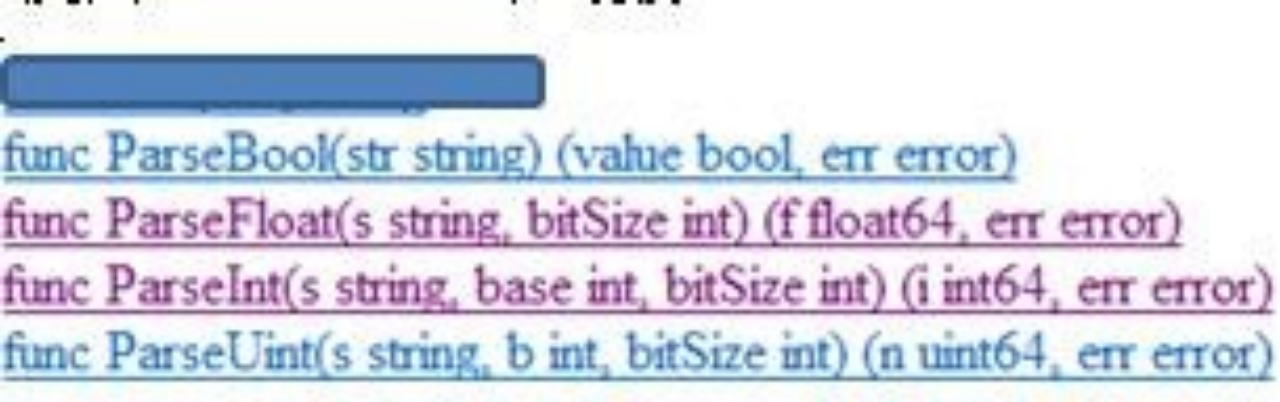 func ParseBool(str string) (value bool, err error)
func ParseFloat(s string, bitSize int) (f float64, err error)
func ParseInt(s string, base int, bitSize int) (i int64, err error)
func ParseUint(s string, b int, bitSize int) (n uint64, err error)